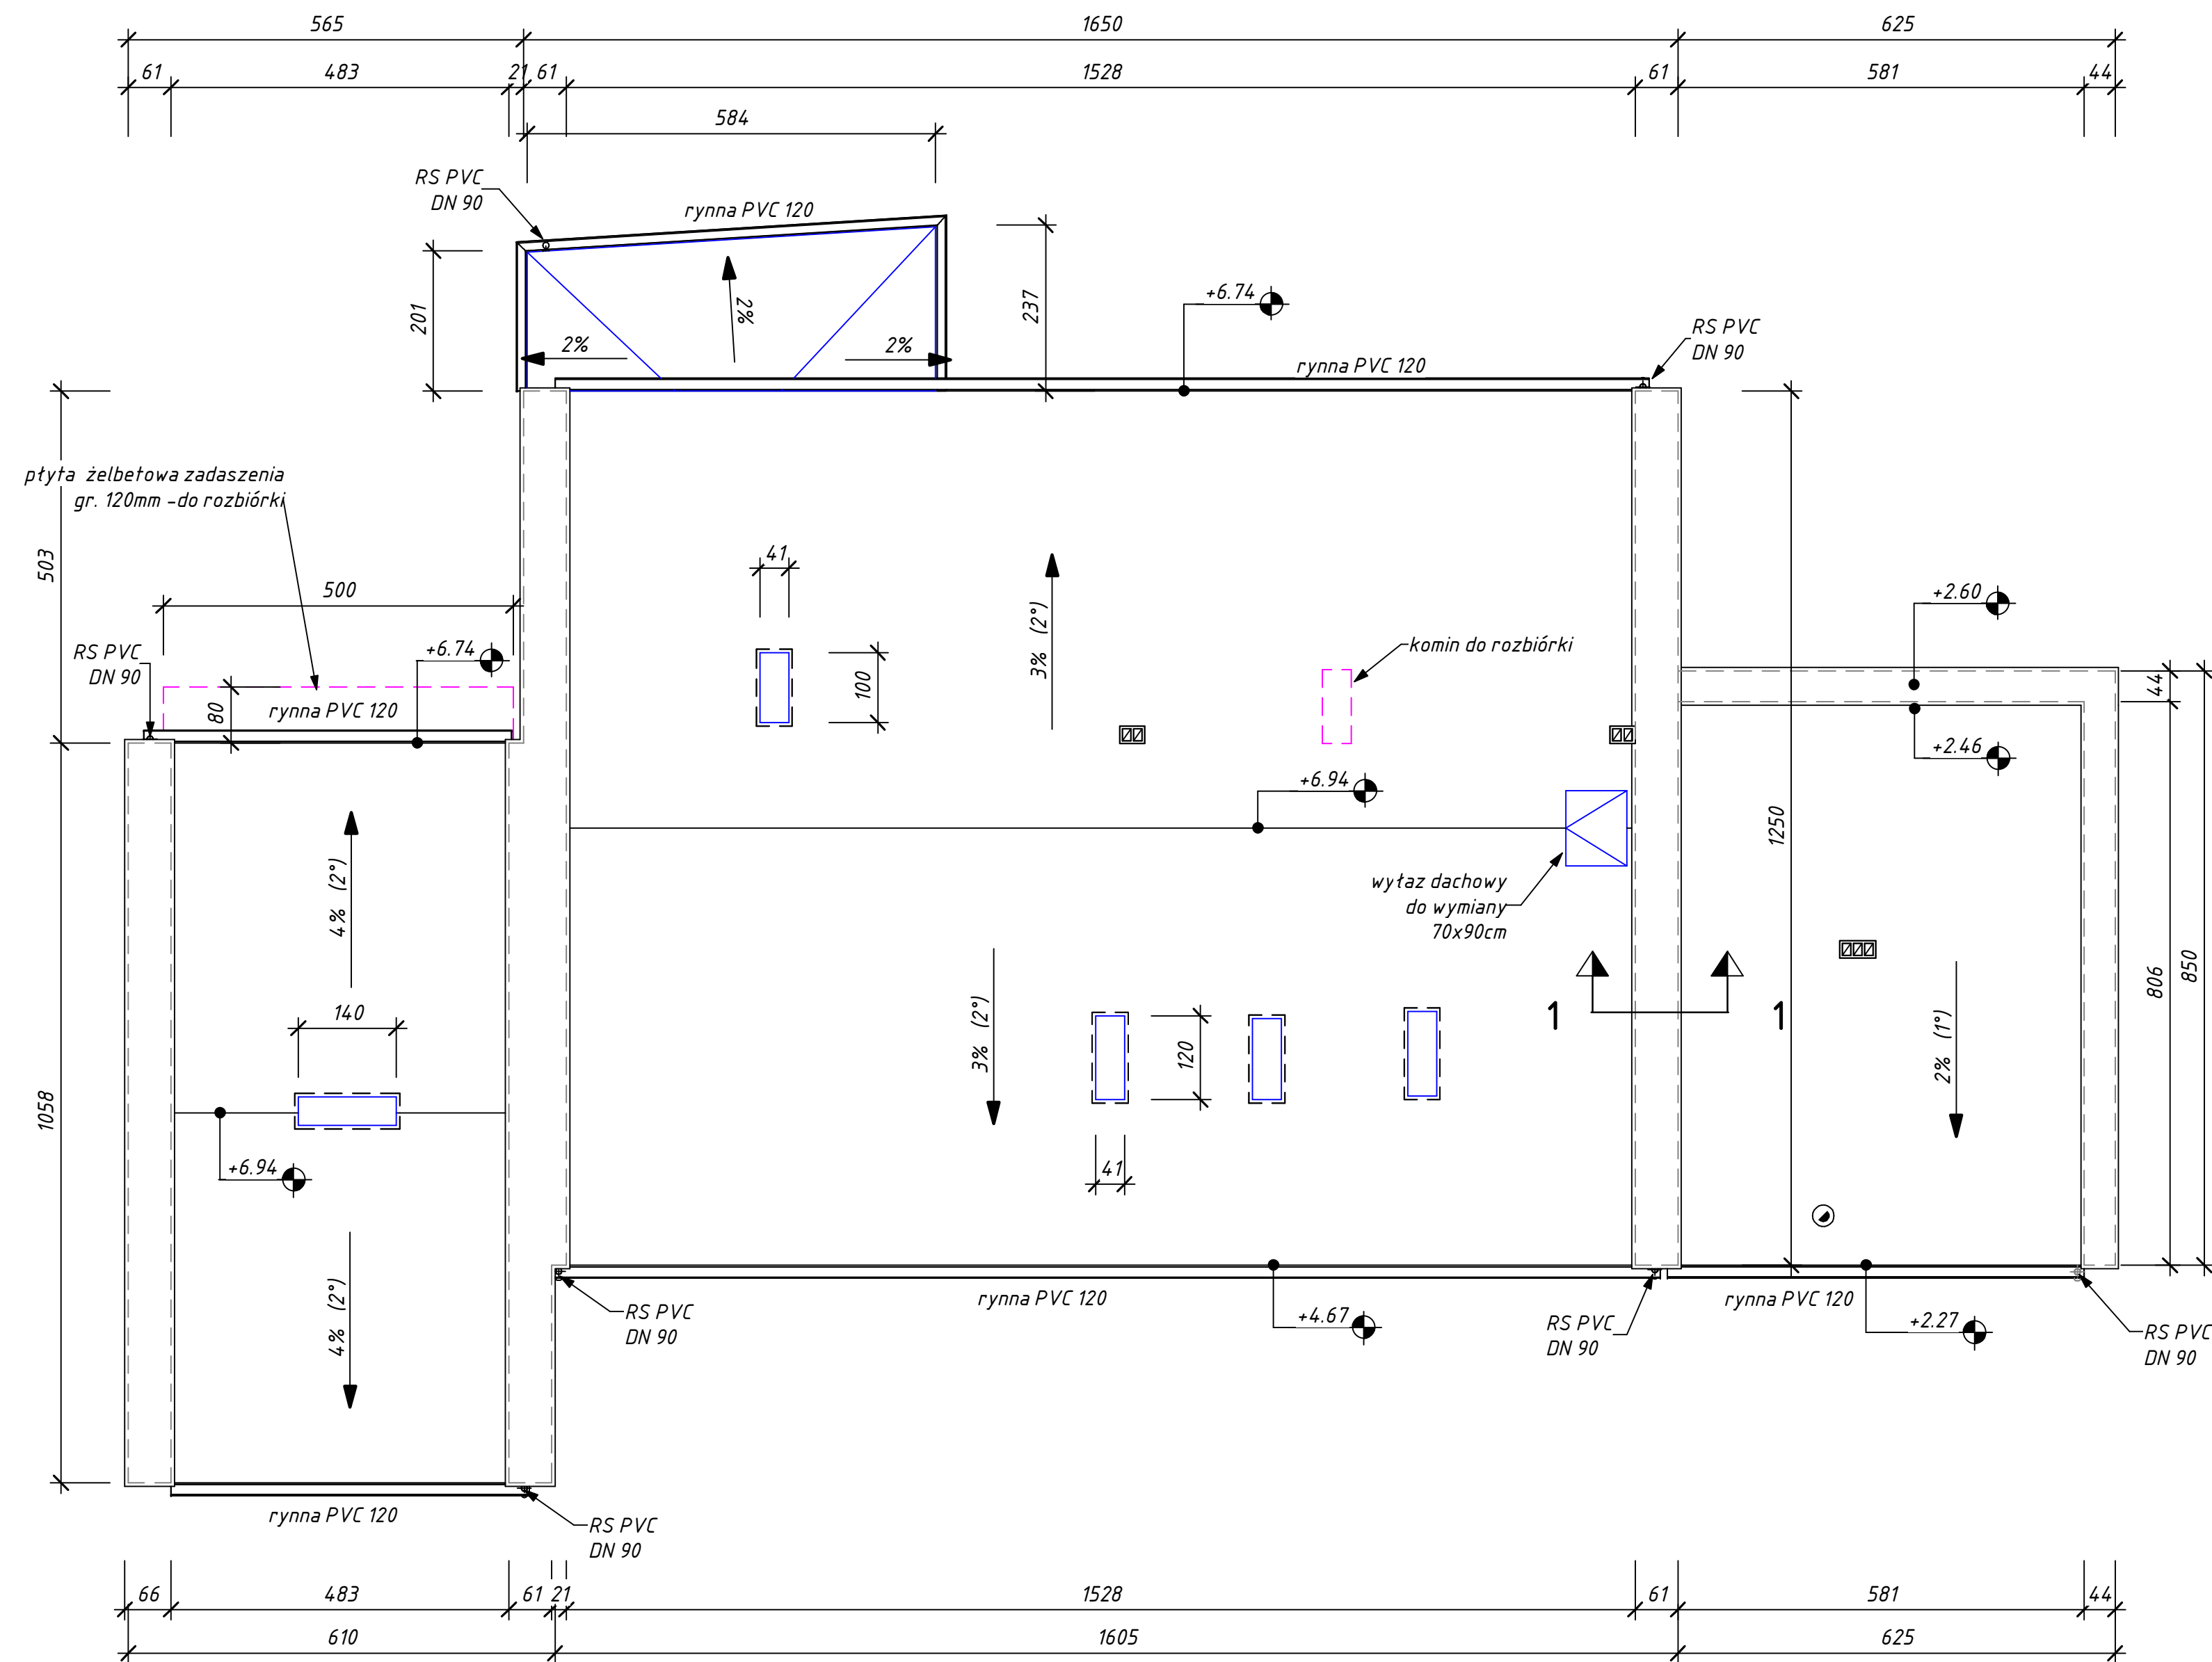 565 1650 625
61 483 21 61 1528 61 581 44
584
RS PVC
DN 90
rynna PVC 120
201
2%
2%
2%
237
+6.74
rynna PVC 120
RS PVC
DN 90
płyta żelbetowa zadaszenia
gr. 120mm -do rozbiórki
503
500
41
3% (2°)
+2.60
RS PVC
DN 90
+6.74
80
rynna PVC 120
100
komin do rozbiórki
44
+2.46
+6.94
1250
4% (2°)
wyłaz dachowy
do wymiany
70x90cm
806
850
140
1 1
3% (2°)
120
2% (1°)
1058
+6.94
41
4% (2°)
RS PVC
DN 90
rynna PVC 120
+4.67
RS PVC
DN 90
rynna PVC 120
+2.27
RS PVC
DN 90
rynna PVC 120
RS PVC
DN 90
66 483 61 21 1528 61 581 44
610 1605 625